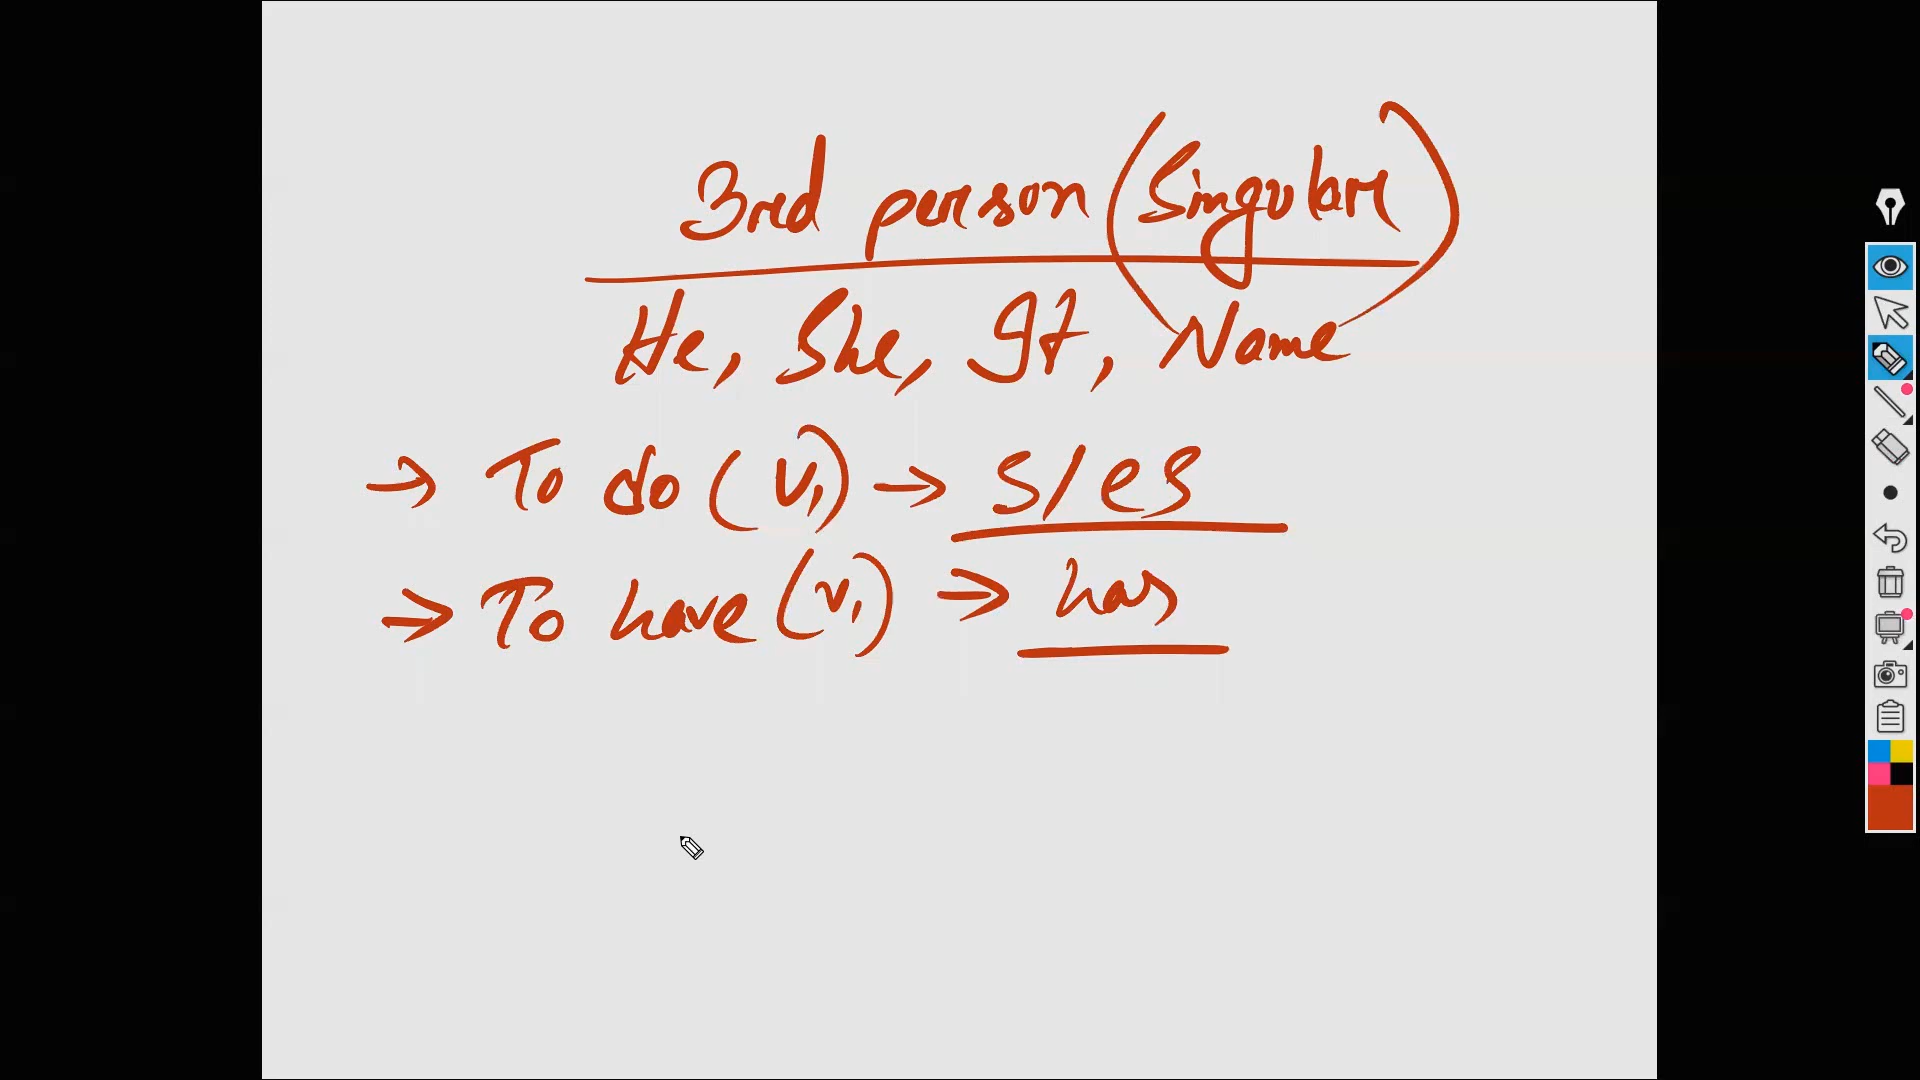 3rd person (Singular)
He, She, It, Name
→ To do (V₁) → s/es
→ To have (v₁) → has